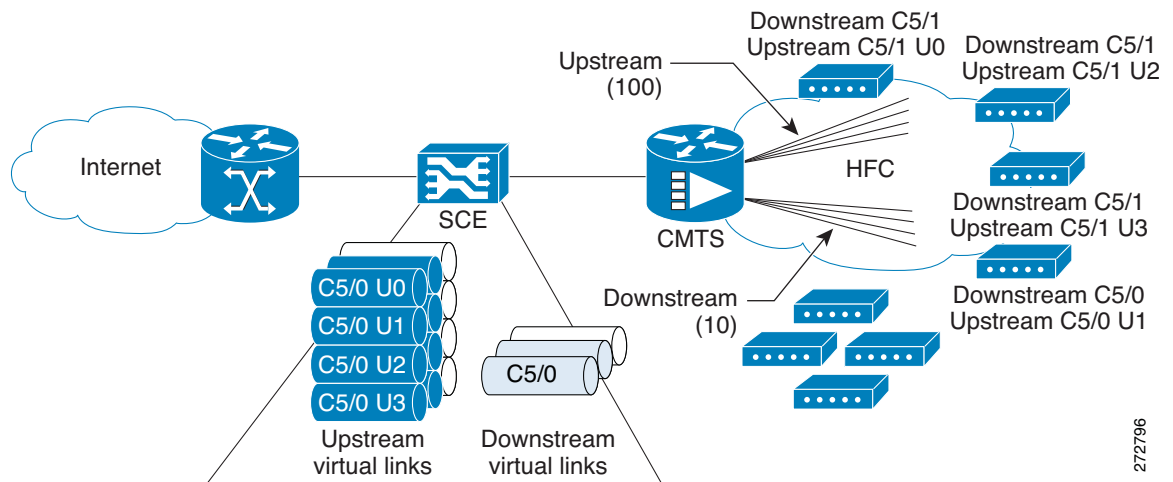 Downstream C5/1
Upstream C5/1 U0
Downstream C5/1
Upstream C5/1 U2
Upstream
(100)
Internet
HFC
SCE
CMTS
Downstream C5/1
Upstream C5/1 U3
C5/0 U0
C5/0 U1
C5/0 U2
C5/0 U3
C5/0
Downstream
(10)
Downstream C5/0
Upstream C5/0 U1
Upstream
virtual links
Downstream
virtual links
272796